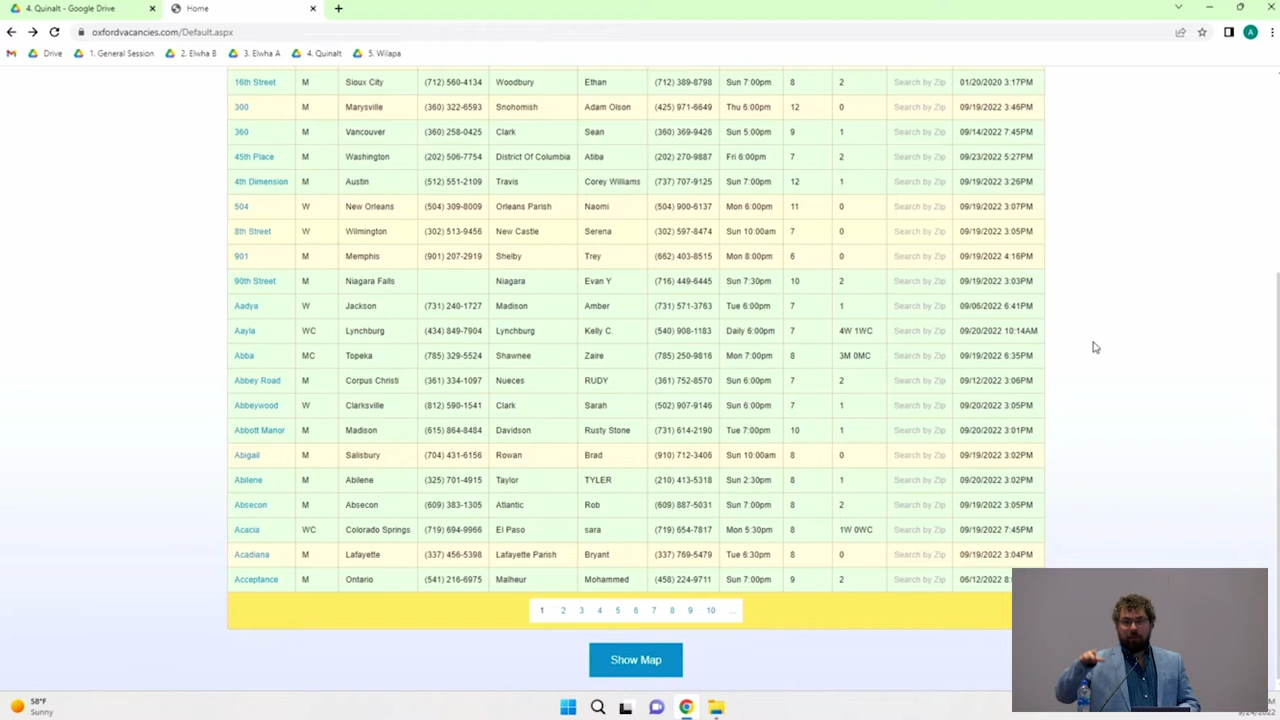 4. Quinalt - Google Drive
Home
oxfordvacancies.com/Default.aspx
A
Drive
1. General Session
2. Elwha B
3. Elwha A
4. Quinalt
5. Wilapa
16th Street M Sioux City (712) 560-4134 Woodbury Ethan (712) 389-8798 Sun 7:00pm 8 2 Search by Zip 01/20/2020 3:17PM
300 M Marysville (360) 322-6593 Snohomish Adam Olson (425) 971-6649 Thu 6:00pm 12 0 Search by Zip 09/19/2022 3:46PM
360 M Vancouver (360) 258-0425 Clark Sean (360) 369-9426 Sun 5:00pm 9 1 Search by Zip 09/14/2022 7:45PM
45th Place M Washington (202) 506-7754 District Of Columbia Atiba (202) 270-9887 Fri 6:00pm 7 2 Search by Zip 09/23/2022 5:27PM
4th Dimension M Austin (512) 551-2109 Travis Corey Williams (737) 707-9125 Sun 7:00pm 12 1 Search by Zip 09/19/2022 3:26PM
504 W New Orleans (504) 309-8009 Orleans Parish Naomi (504) 900-6137 Mon 6:00pm 11 0 Search by Zip 09/19/2022 3:07PM
8th Street W Wilmington (302) 513-9456 New Castle Serena (302) 597-8474 Sun 10:00am 7 0 Search by Zip 09/19/2022 3:05PM
901 M Memphis (901) 207-2919 Shelby Trey (662) 403-8515 Mon 8:00pm 6 0 Search by Zip 09/19/2022 4:16PM
90th Street M Niagara Falls Niagara Evan Y (716) 449-6445 Sun 7:30pm 10 2 Search by Zip 09/19/2022 3:03PM
Aadya W Jackson (731) 240-1727 Madison Amber (731) 571-3763 Tue 6:00pm 7 1 Search by Zip 09/06/2022 6:41PM
Aayla WC Lynchburg (434) 849-7904 Lynchburg Kelly C. (540) 908-1183 Daily 6:00pm 7 4W 1WC Search by Zip 09/20/2022 10:14AM
Abba MC Topeka (785) 329-5524 Shawnee Zaire (785) 250-9816 Mon 7:00pm 8 3M 0MC Search by Zip 09/19/2022 6:35PM
Abbey Road M Corpus Christi (361) 334-1097 Nueces RUDY (361) 752-8570 Sun 6:00pm 7 2 Search by Zip 09/12/2022 3:06PM
Abbeywood W Clarksville (812) 590-1541 Clark Sarah (502) 907-9146 Sun 6:00pm 7 1 Search by Zip 09/19/2022 3:05PM
Abbott Manor M Madison (615) 864-8484 Davidson Rusty Stone (731) 614-2190 Tue 7:00pm 10 1 Search by Zip 09/20/2022 3:01PM
Abigail M Salisbury (704) 431-6156 Rowan Brad (910) 712-3406 Sun 10:00am 8 0 Search by Zip 09/19/2022 3:02PM
Abilene M Abilene (325) 701-4915 Taylor TYLER (210) 413-5318 Sun 2:30pm 8 1 Search by Zip 09/20/2022 3:02PM
Absecon M Absecon (609) 383-1305 Atlantic Rob (609) 887-5031 Sun 7:00pm 8 2 Search by Zip 09/19/2022 3:05PM
Acacia WC Colorado Springs (719) 694-9966 El Paso sara (719) 654-7817 Mon 5:30pm 8 1W 0WC Search by Zip 09/19/2022 7:45PM
Acadiana M Lafayette (337) 456-5398 Lafayette Parish Bryant (337) 769-5479 Tue 6:30pm 8 0 Search by Zip 09/19/2022 3:04PM
Acceptance M Ontario (541) 216-6975 Malheur Mohammed (458) 224-9711 Sun 7:00pm 9 2 Search by Zip 06/12/2022
1 2 3 4 5 6 7 8 9 10 ...
Show Map
58°F
Sunny